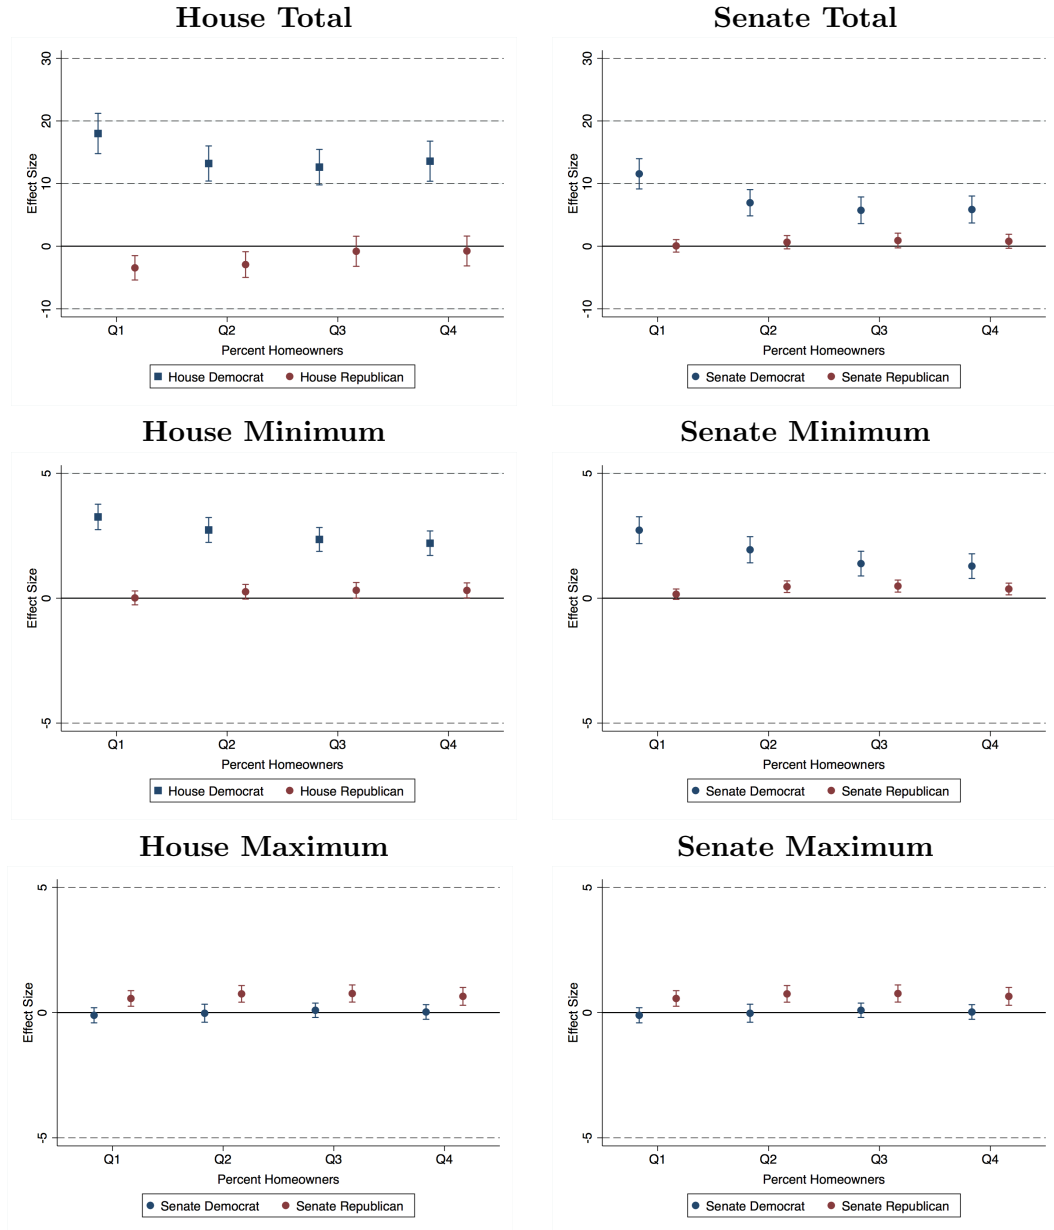 House Total
Senate Total
Effect Size
-10 0 10 20 30
Q1 Q2 Q3 Q4
Percent Homeowners
House Democrat House Republican
Effect Size
-10 0 10 20 30
Q1 Q2 Q3 Q4
Percent Homeowners
Senate Democrat Senate Republican
House Minimum
Senate Minimum
Effect Size
-5 0 5
Q1 Q2 Q3 Q4
Percent Homeowners
House Democrat House Republican
Effect Size
-5 0 5
Q1 Q2 Q3 Q4
Percent Homeowners
Senate Democrat Senate Republican
House Maximum
Senate Maximum
Effect Size
-5 0 5
Q1 Q2 Q3 Q4
Percent Homeowners
Senate Democrat Senate Republican
Effect Size
-5 0 5
Q1 Q2 Q3 Q4
Percent Homeowners
Senate Democrat Senate Republican